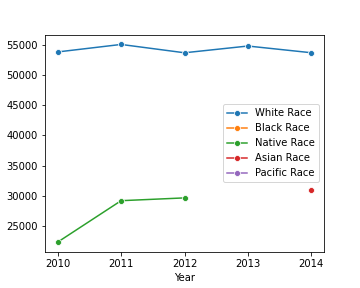 55000
50000
45000
40000
35000
30000
25000
White Race
Black Race
Native Race
Asian Race
Pacific Race
2010 2011 2012 2013 2014
Year